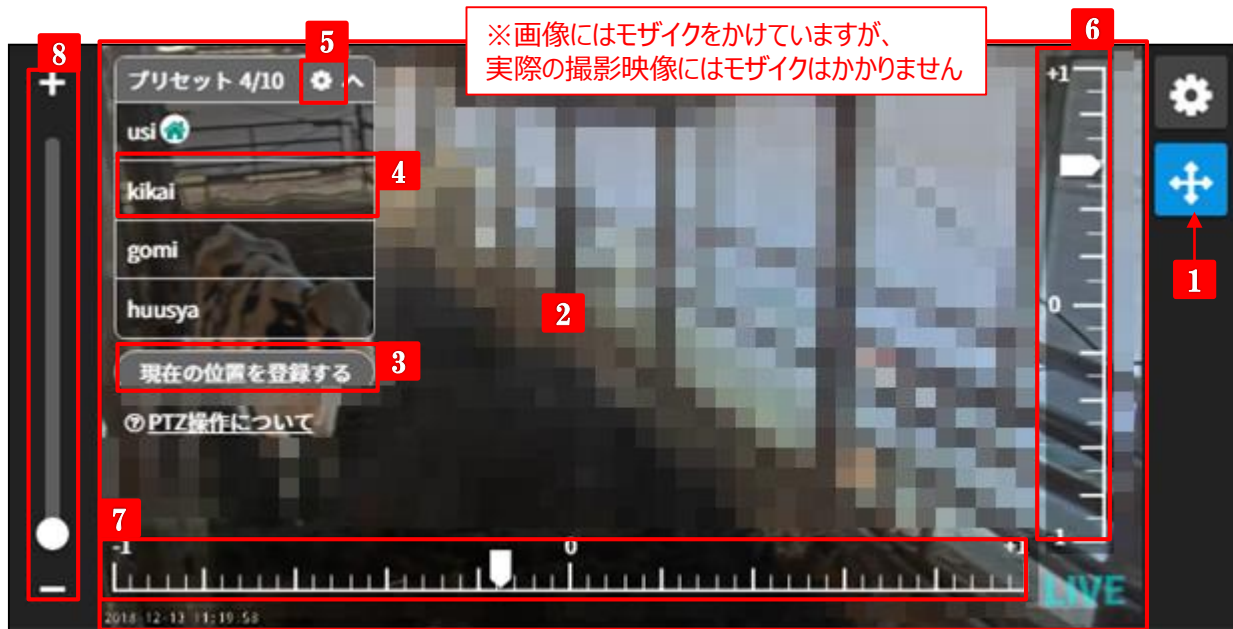 ※画像にはモザイクをかけていますが、
実際の撮影映像にはモザイクはかかりません
8
5
6
+
プリセット 4/10
+1
usi
4
kikai
1
gomi
0
2
huusya
3
現在の位置を登録する
?PTZ操作について
7
-1
0
+1
-1
−
LIVE
2018-12-13 11:19:58